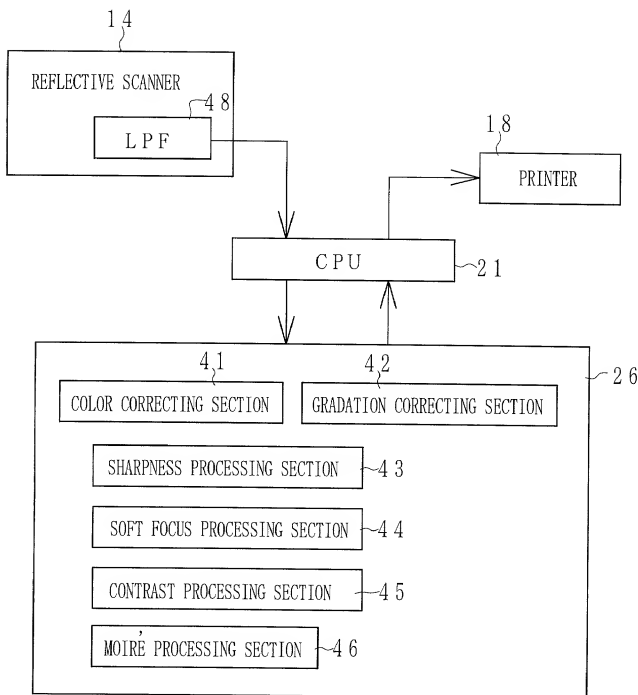 14
REFLECTIVE SCANNER
48
LPF
18
PRINTER
CPU
21
41
42
26
COLOR CORRECTING SECTION
GRADATION CORRECTING SECTION
SHARPNESS PROCESSING SECTION
43
SOFT FOCUS PROCESSING SECTION
44
CONTRAST PROCESSING SECTION
45
MOIRE' PROCESSING SECTION
46